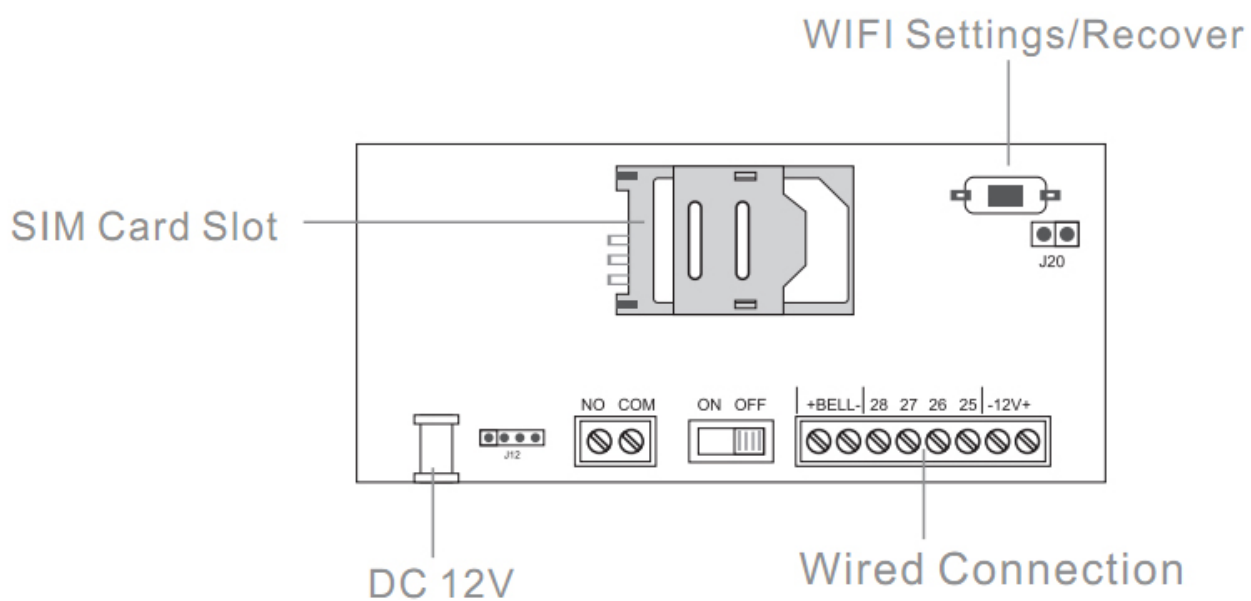 WIFI Settings/Recover
SIM Card Slot
J20
NO COM
ON OFF
+BELL- 28 27 26 25 -12V+
J12
DC 12V
Wired Connection